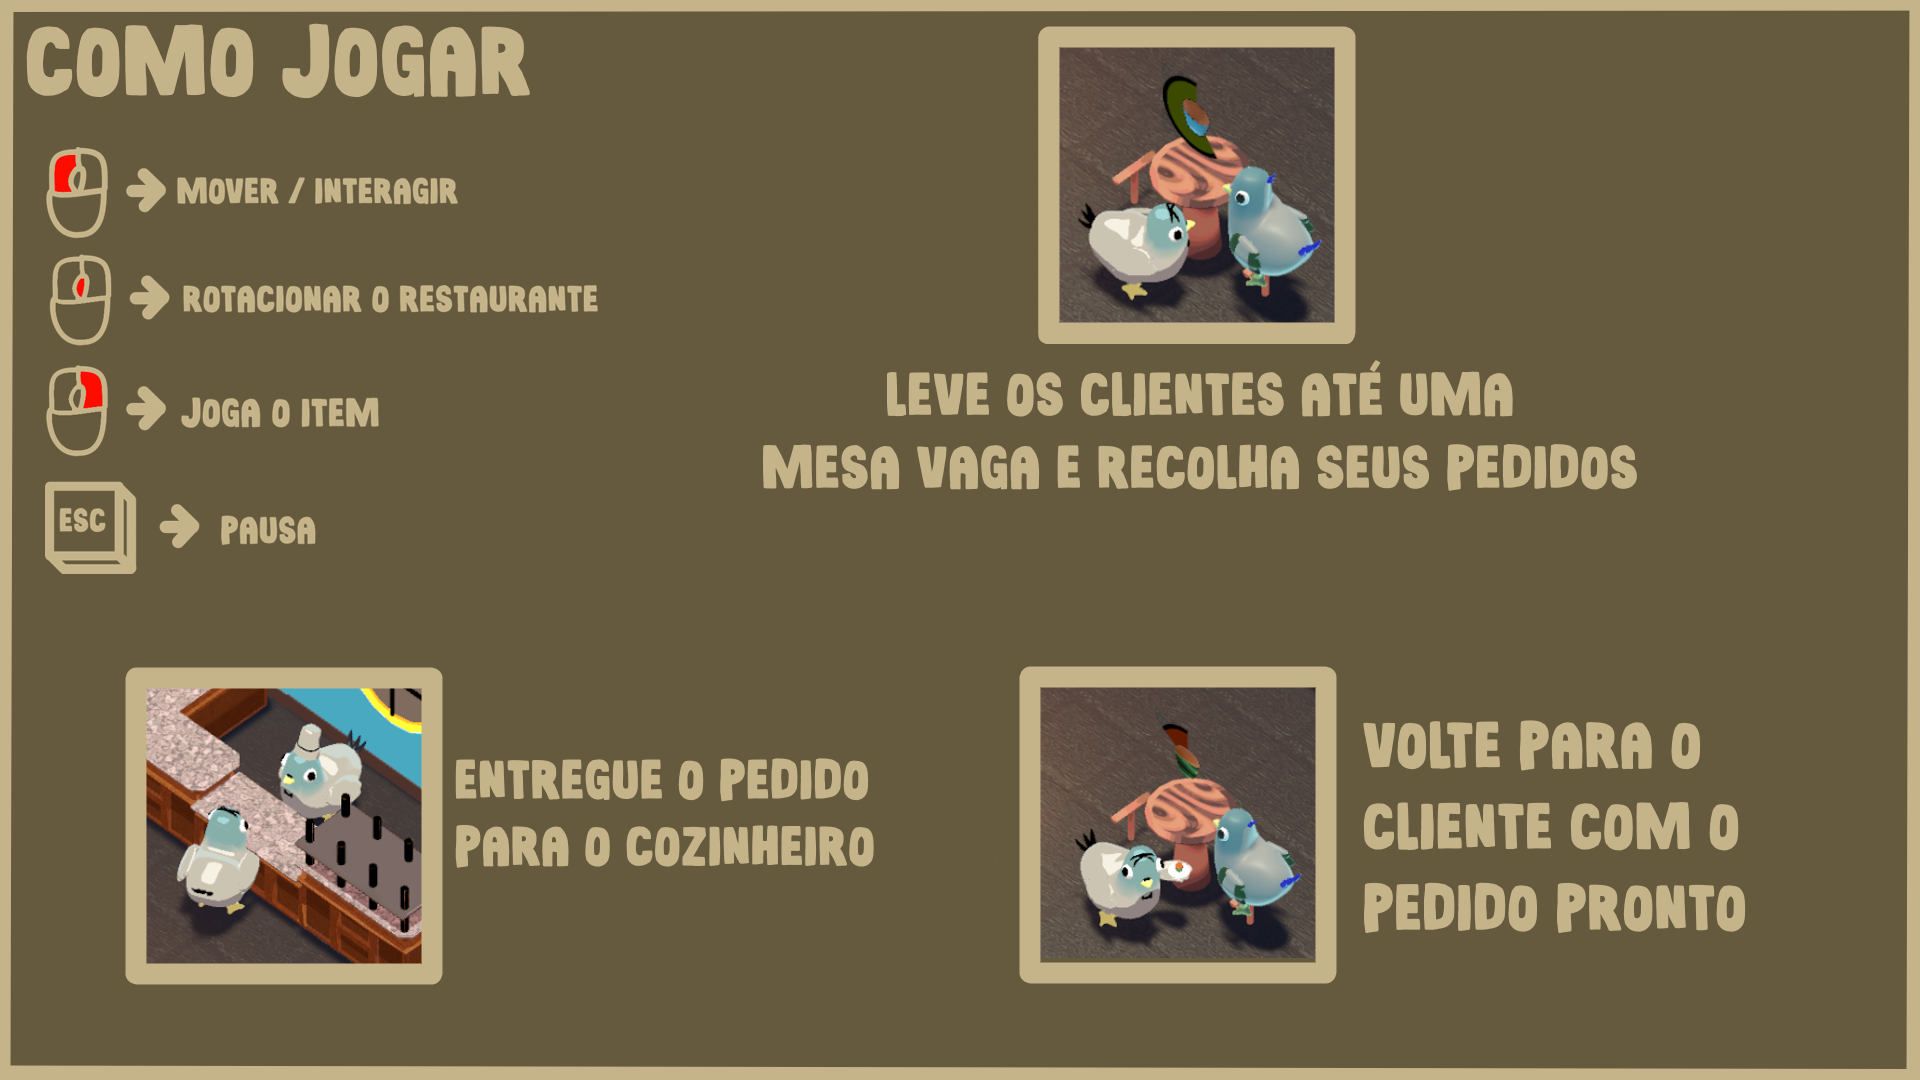 COMO JOGAR
MOVER / INTERAGIR
ROTACIONAR O RESTAURANTE
JOGA O ITEM
ESC
PAUSA
LEVE OS CLIENTES ATÉ UMA
MESA VAGA E RECOLHA SEUS PEDIDOS
ENTREGUE O PEDIDO
PARA O COZINHEIRO
VOLTE PARA O
CLIENTE COM O
PEDIDO PRONTO